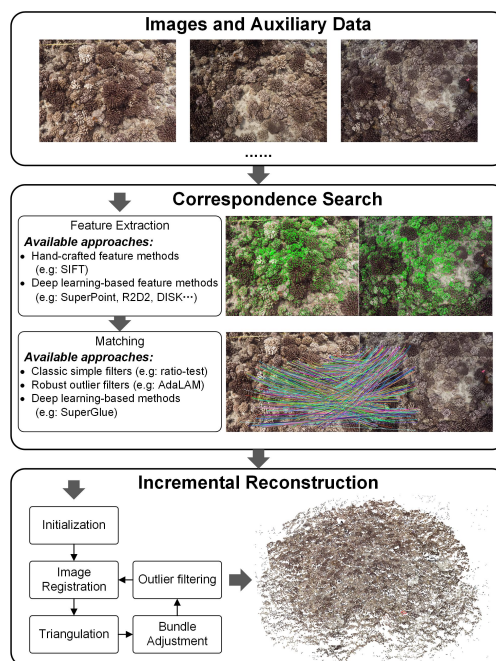 Images and Auxiliary Data
......
Correspondence Search
Feature Extraction
Available approaches:
• Hand-crafted feature methods
(e.g: SIFT)
• Deep learning-based feature methods
(e.g: SuperPoint, R2D2, DISK⋯)
Matching
Available approaches:
• Classic simple filters (e.g: ratio-test)
• Robust outlier filters (e.g: AdaLAM)
• Deep learning-based methods
(e.g: SuperGlue)
Incremental Reconstruction
Initialization
Image
Registration
Outlier filtering
Triangulation
Bundle
Adjustment